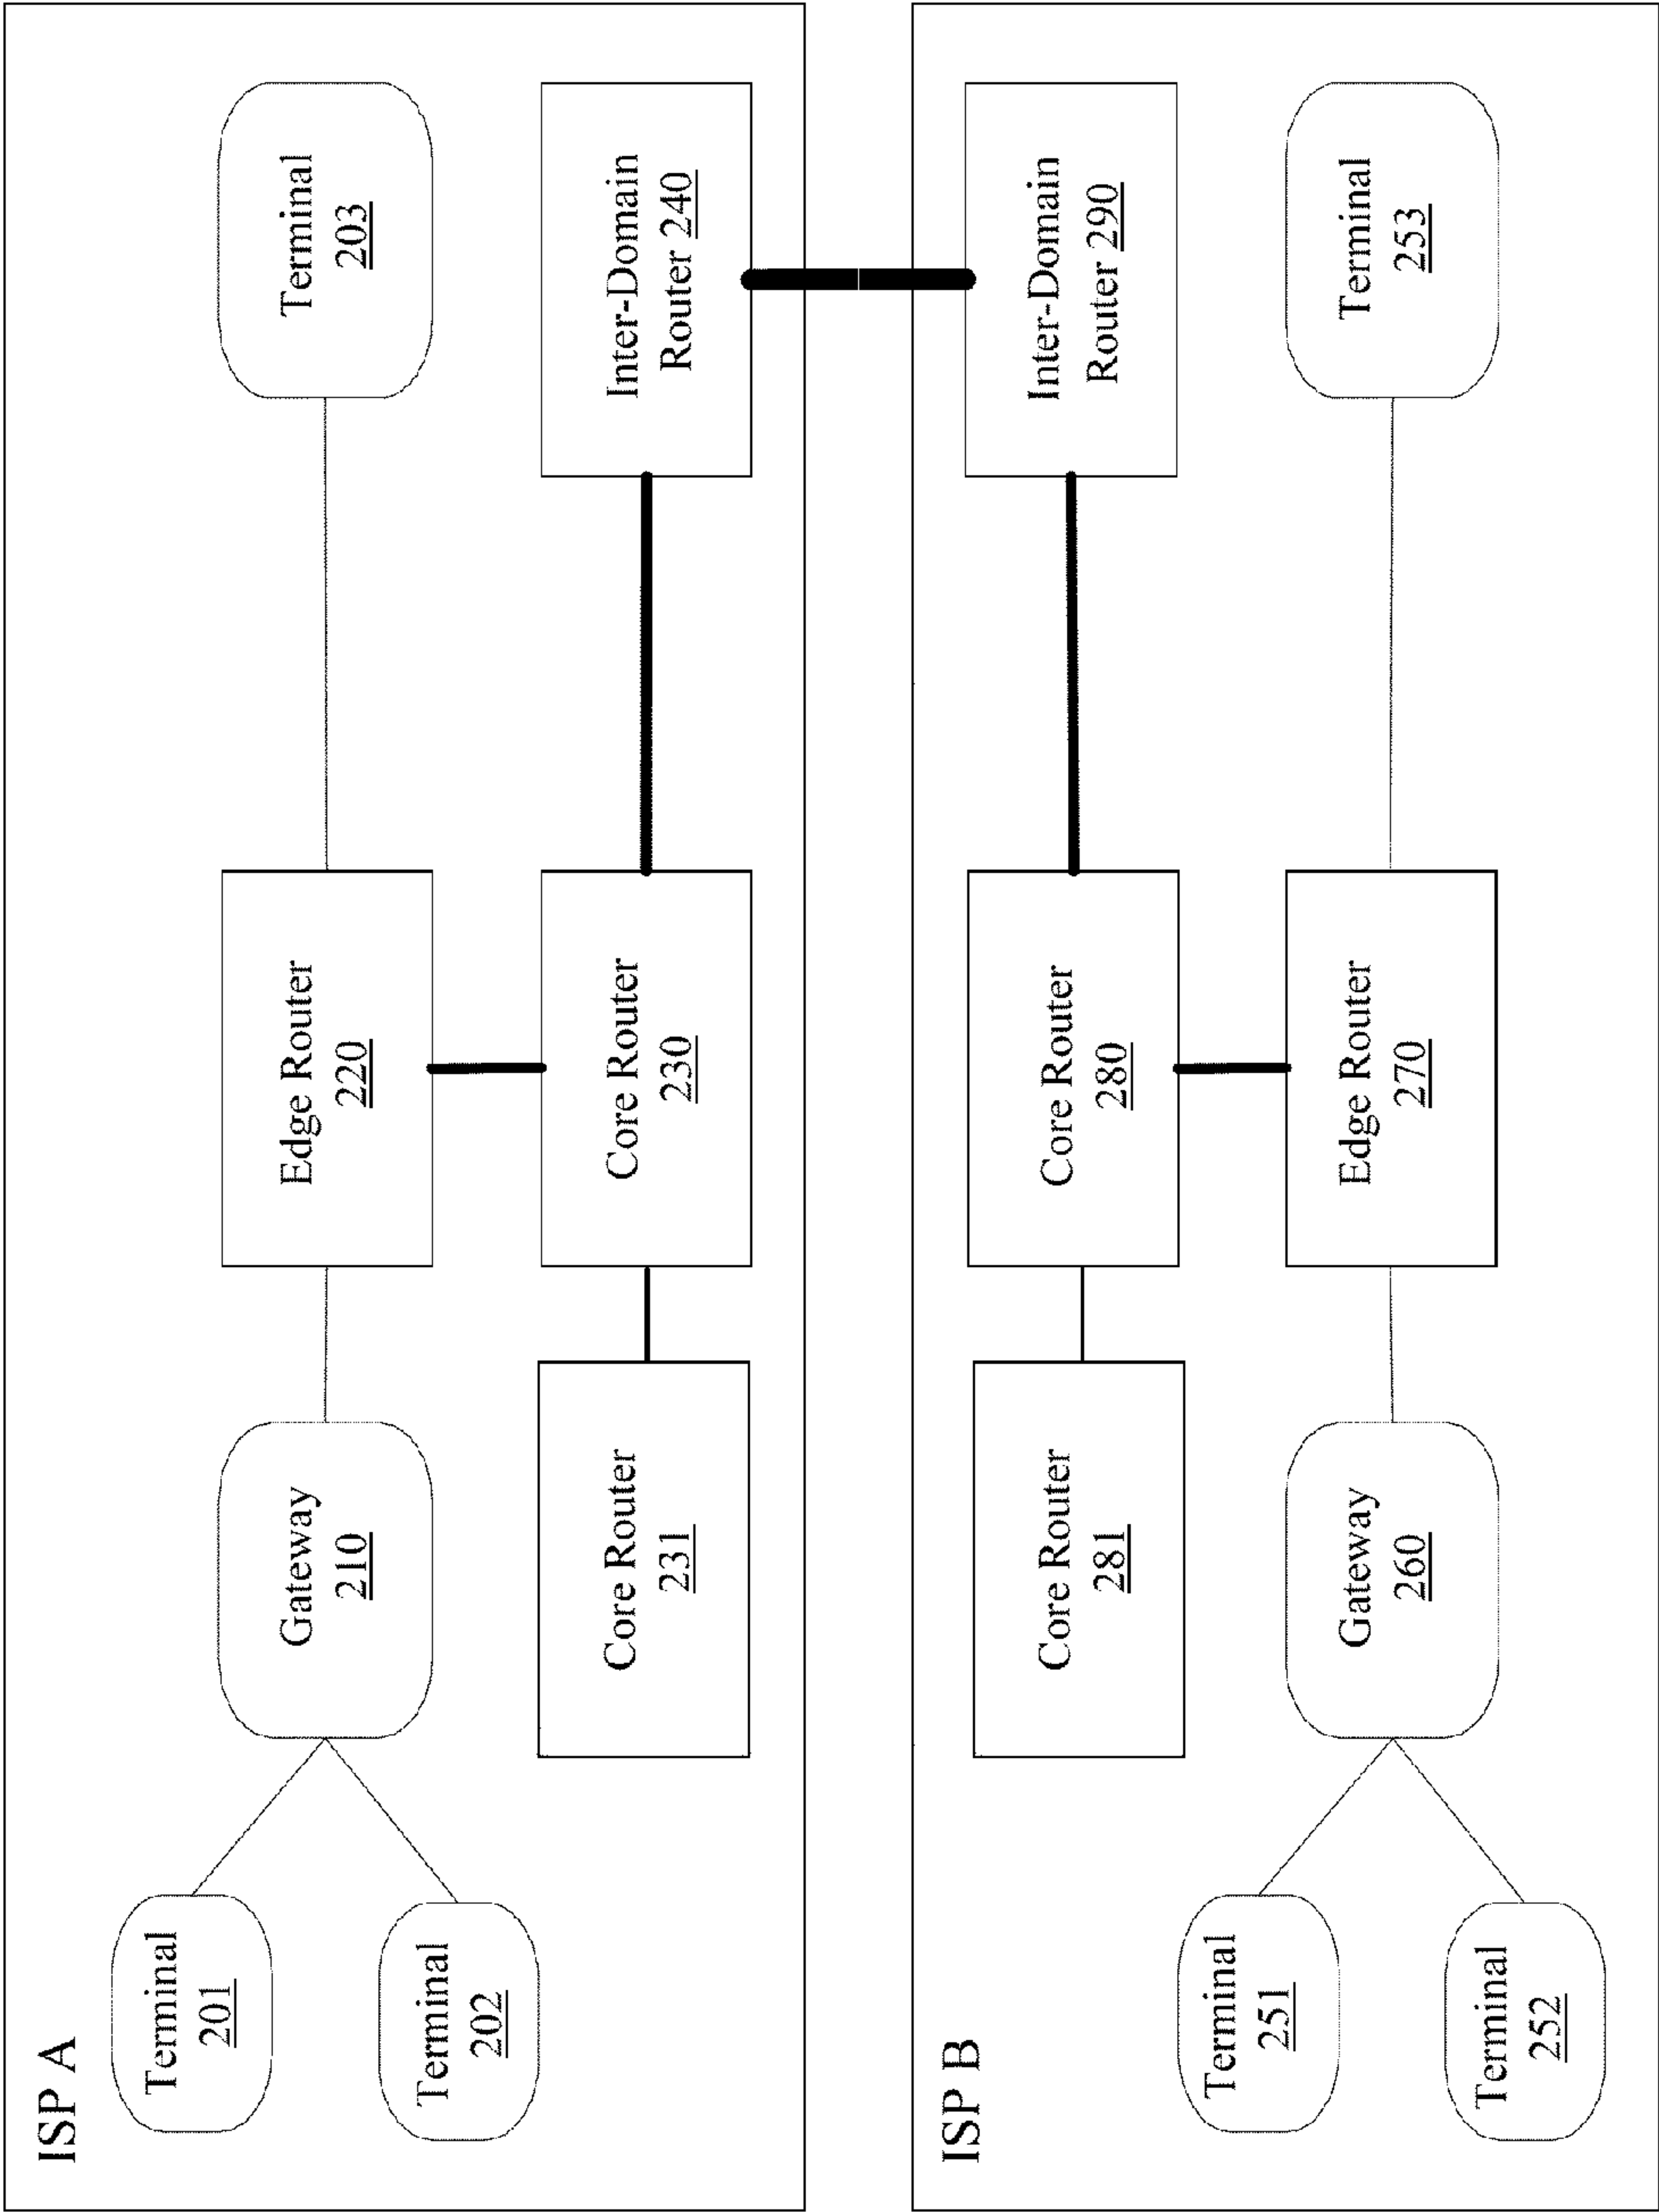 ISP A
Terminal
201
Terminal
202
Gateway
210
Edge Router
220
Terminal
203
Core Router
231
Core Router
230
Inter-Domain
Router 240
ISP B
Core Router
281
Core Router
280
Inter-Domain
Router 290
Terminal
251
Terminal
252
Gateway
260
Edge Router
270
Terminal
253